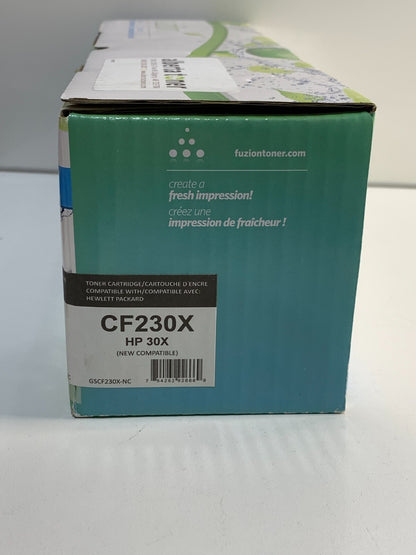 fuziontoner.com
create a
fresh impression!
créez une
impression de fraîcheur !
TONER CARTRIDGE/CARTOUCHE D'ENCRE
COMPATIBLE WITH/COMPATIBLE AVEC:
HEWLETT PACKARD
CF230X
HP 30X
(NEW COMPATIBLE)
GSCF230X-NC